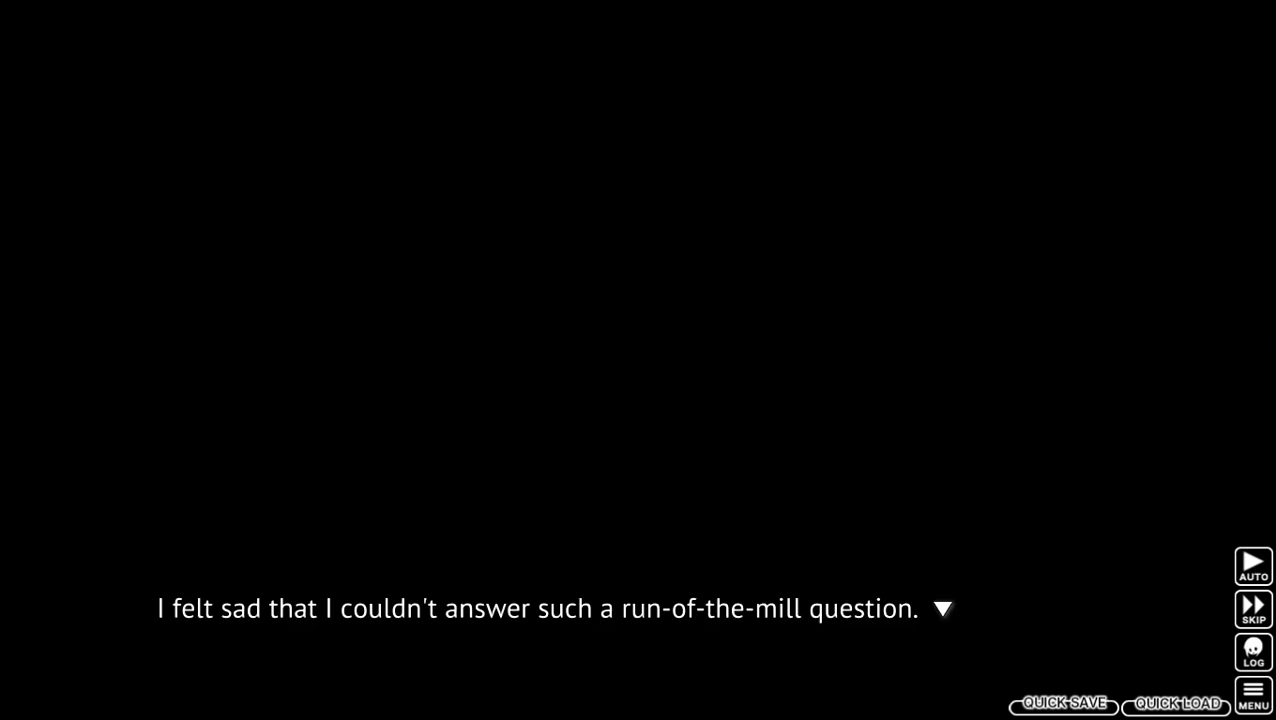 I felt sad that I couldn't answer such a run-of-the-mill question.
AUTO
SKIP
LOG
MENU
QUICK SAVE QUICK LOAD